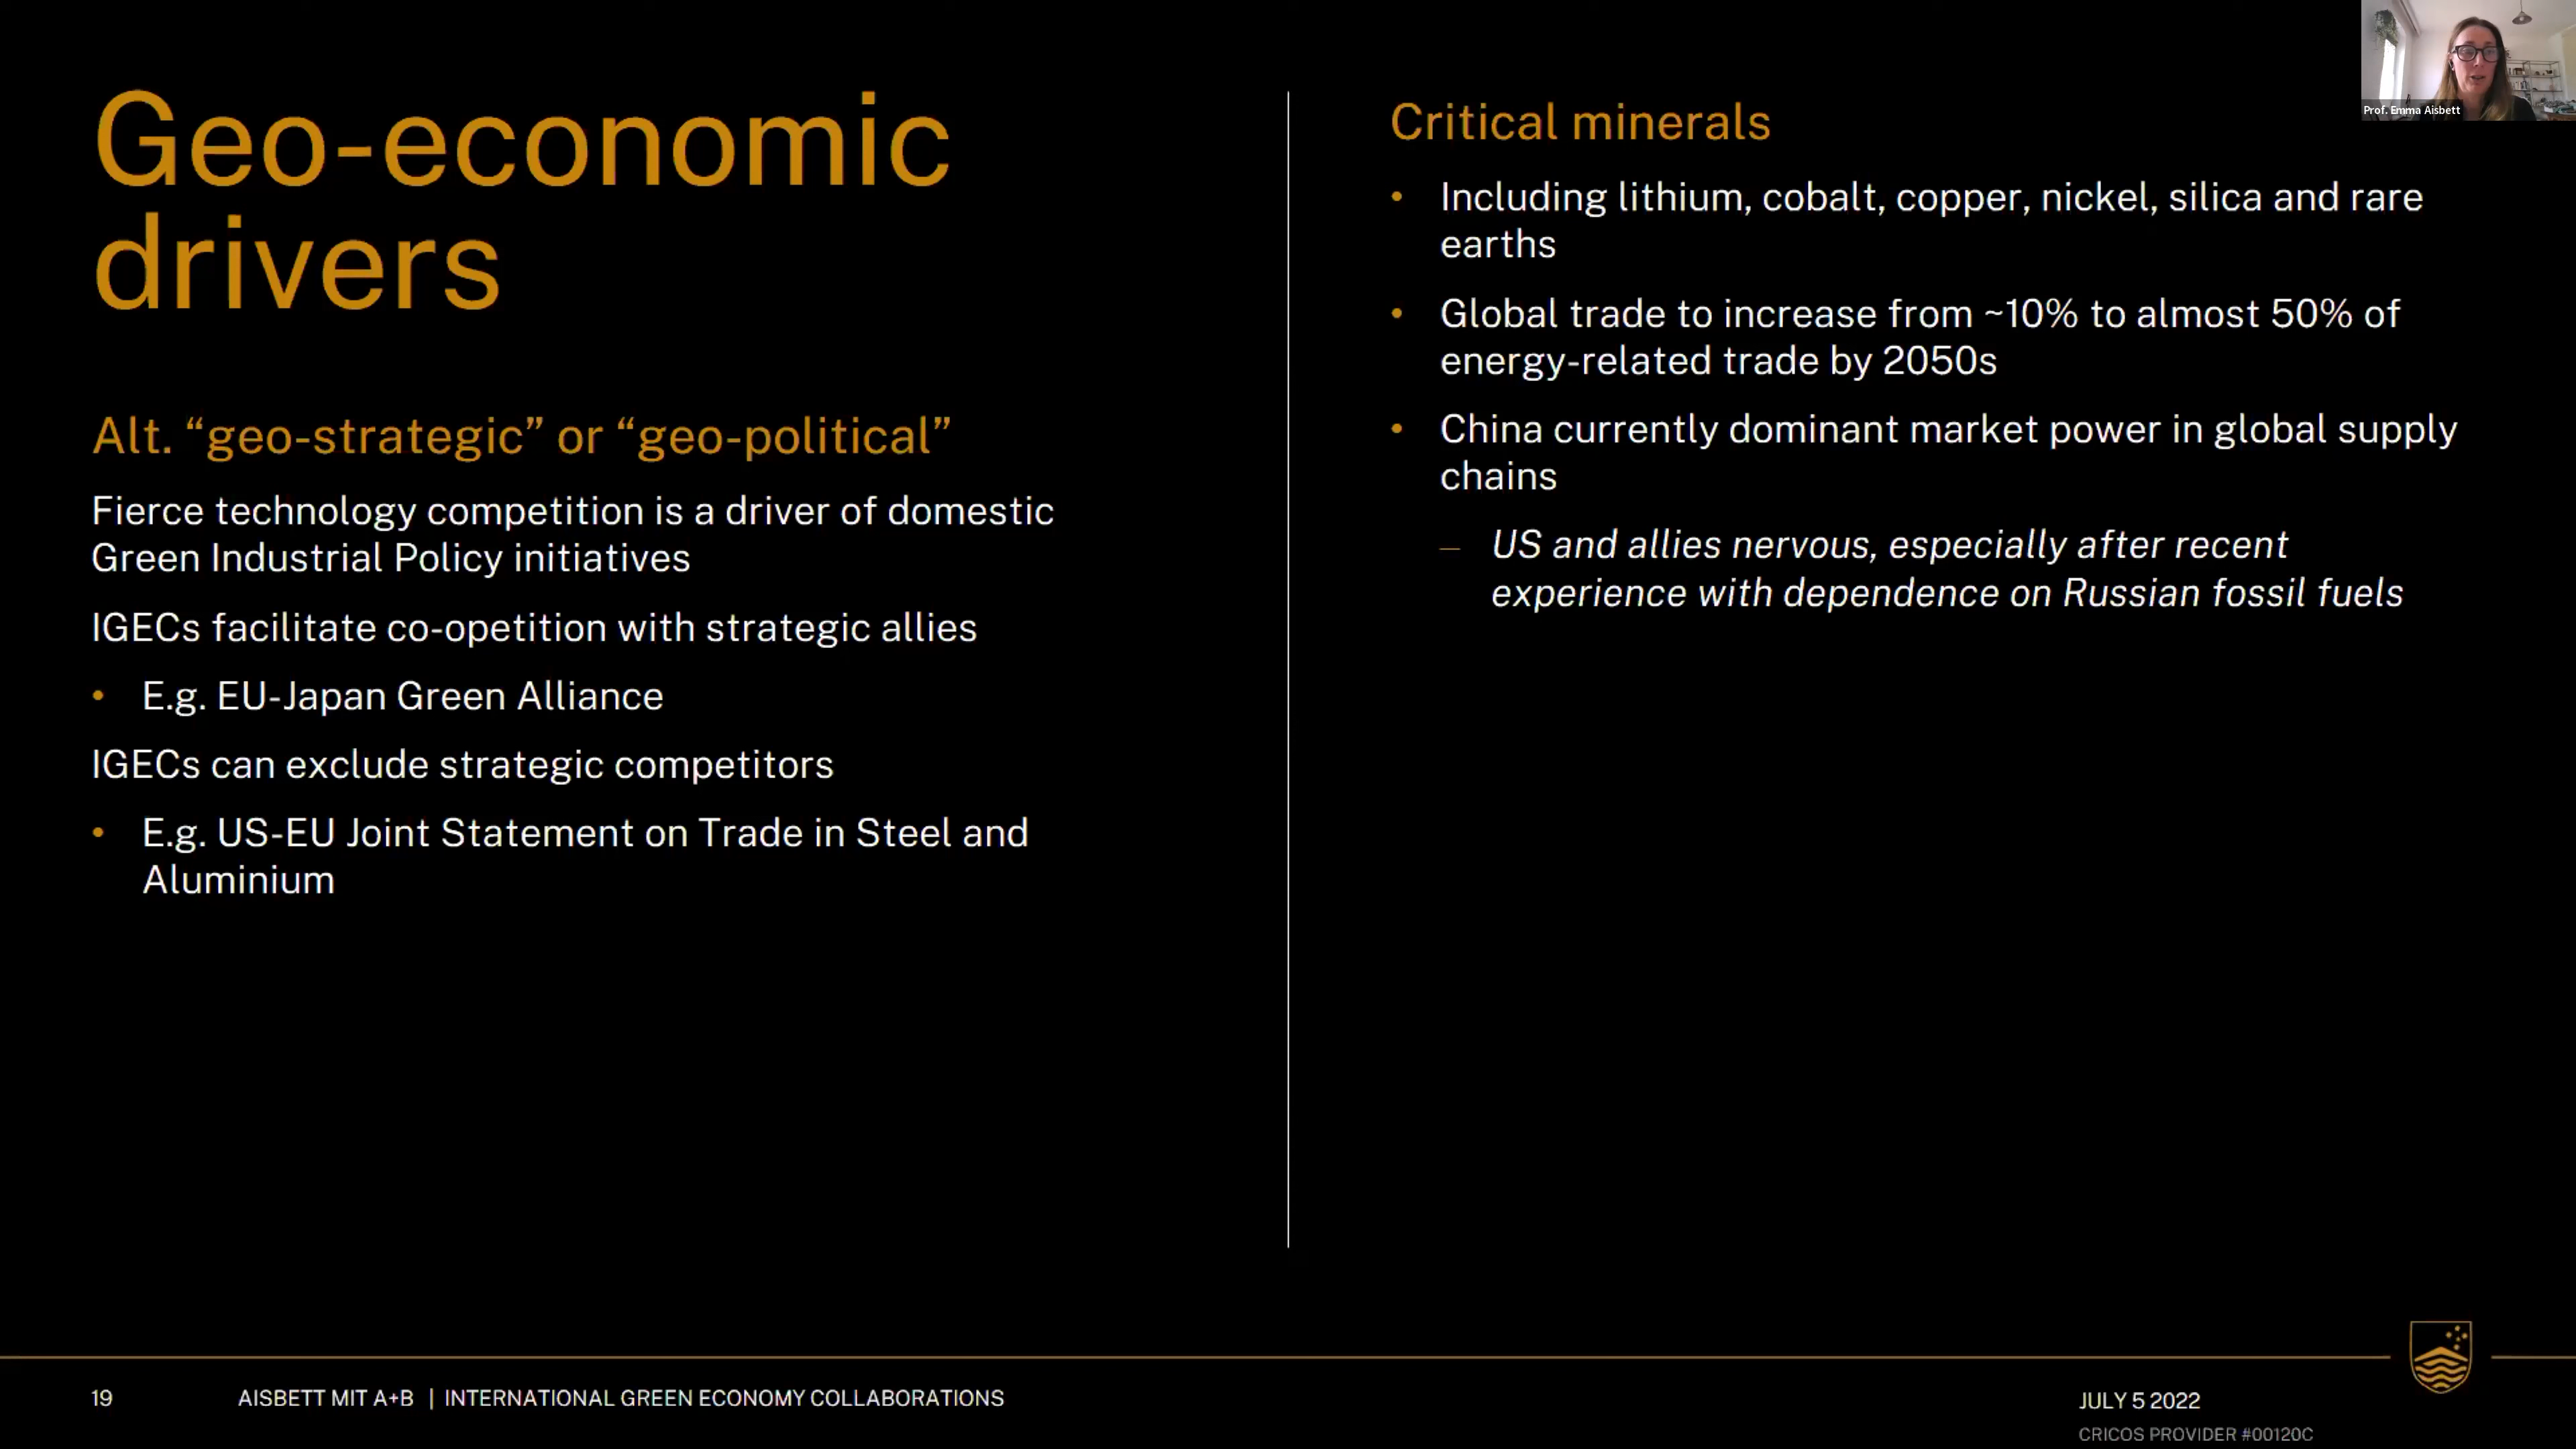 Geo-economic
drivers
Alt. “geo-strategic” or “geo-political”
Fierce technology competition is a driver of domestic
Green Industrial Policy initiatives
IGECs facilitate co-opetition with strategic allies
• E.g. EU-Japan Green Alliance
IGECs can exclude strategic competitors
• E.g. US-EU Joint Statement on Trade in Steel and
Aluminium
Critical minerals
• Including lithium, cobalt, copper, nickel, silica and rare
earths
• Global trade to increase from ~10% to almost 50% of
energy-related trade by 2050s
• China currently dominant market power in global supply
chains
– US and allies nervous, especially after recent
experience with dependence on Russian fossil fuels
Prof. Emma Aisbett
19 AISBETT MIT A+B | INTERNATIONAL GREEN ECONOMY COLLABORATIONS
JULY 5 2022
CRICOS PROVIDER #00120C